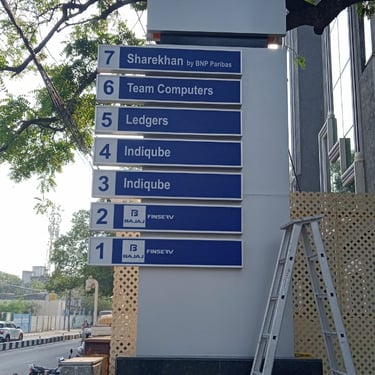 7 Sharekhan by BNP Paribas
6 Team Computers
5 Ledgers
4 Indiqube
3 Indiqube
2 B BAJAJ FINSERV
1 B BAJAJ FINSERV